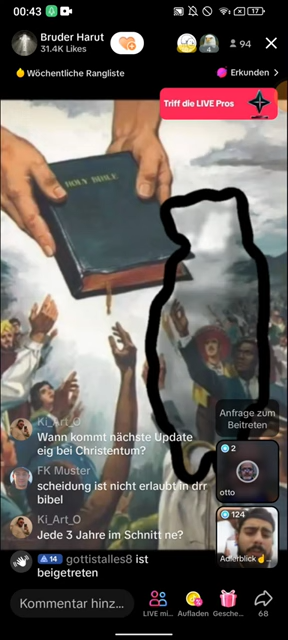 00:43
17
Bruder Harut
31.4K Likes
94
Wöchentliche Rangliste
Erkunden
Triff die LIVE Pros
HOLY BIBLE
Anfrage zum
Beitreten
Ki_Art_O
Wann kommt nächste Update
eig bei Christentum?
2
otto
FK Muster
scheidung ist nicht erlaubt in drr
bibel
Ki_Art_O
Jede 3 Jahre im Schnitt ne?
124
Adlerblick
14 gottistalles8 ist
beigetreten
Kommentar hinz...
LIVE mi...
Aufladen
Gesche...
68